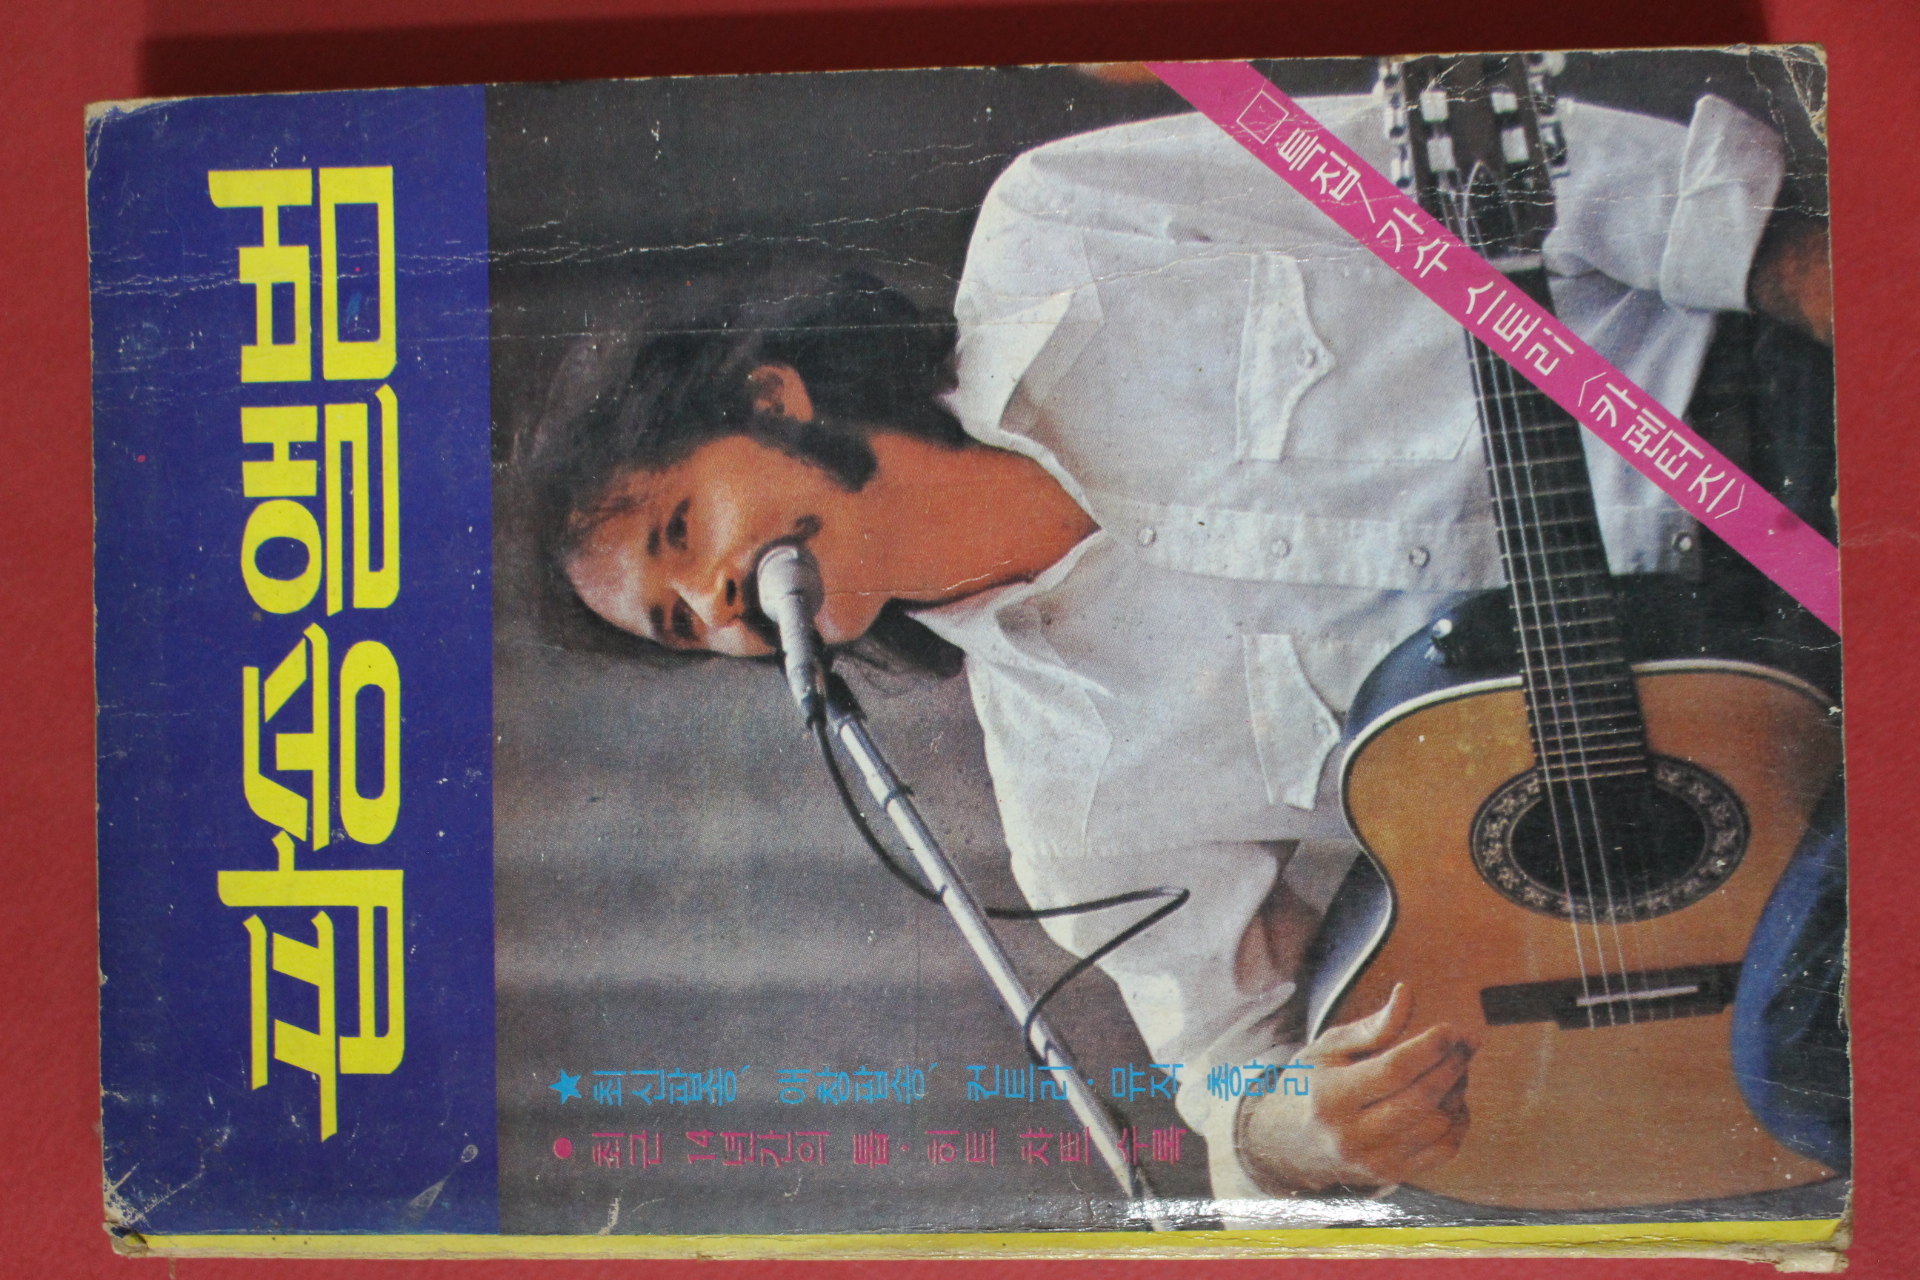 팝송앨범
특집/가수 스토리 〈카펜터즈〉
★최신팝송、애창팝송、컨트리·뮤직 총망라
●최근 14년간의 톱·히트 차트 수록